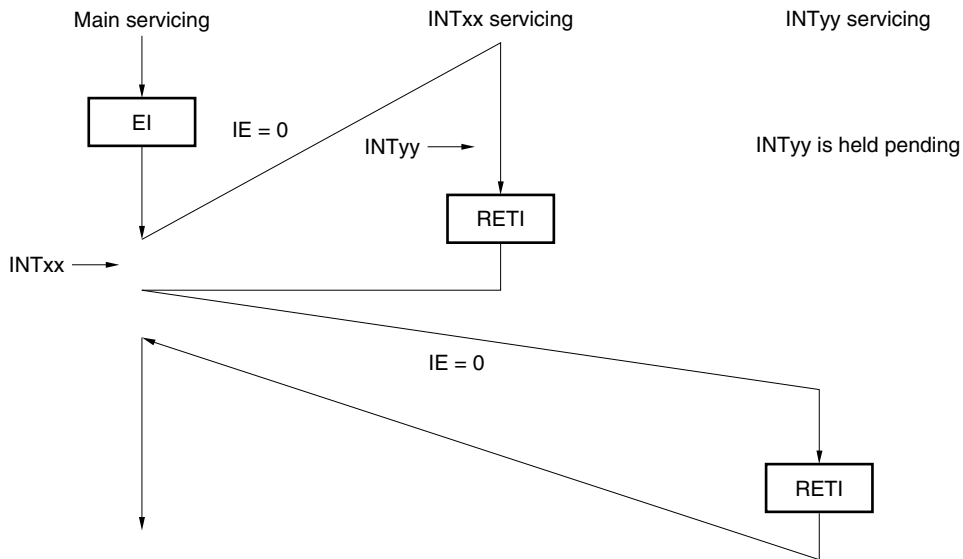 Main servicing
INTxx servicing
INTyy servicing
EI
IE = 0
INTyy
INTyy is held pending
RETI
INTxx
IE = 0
RETI